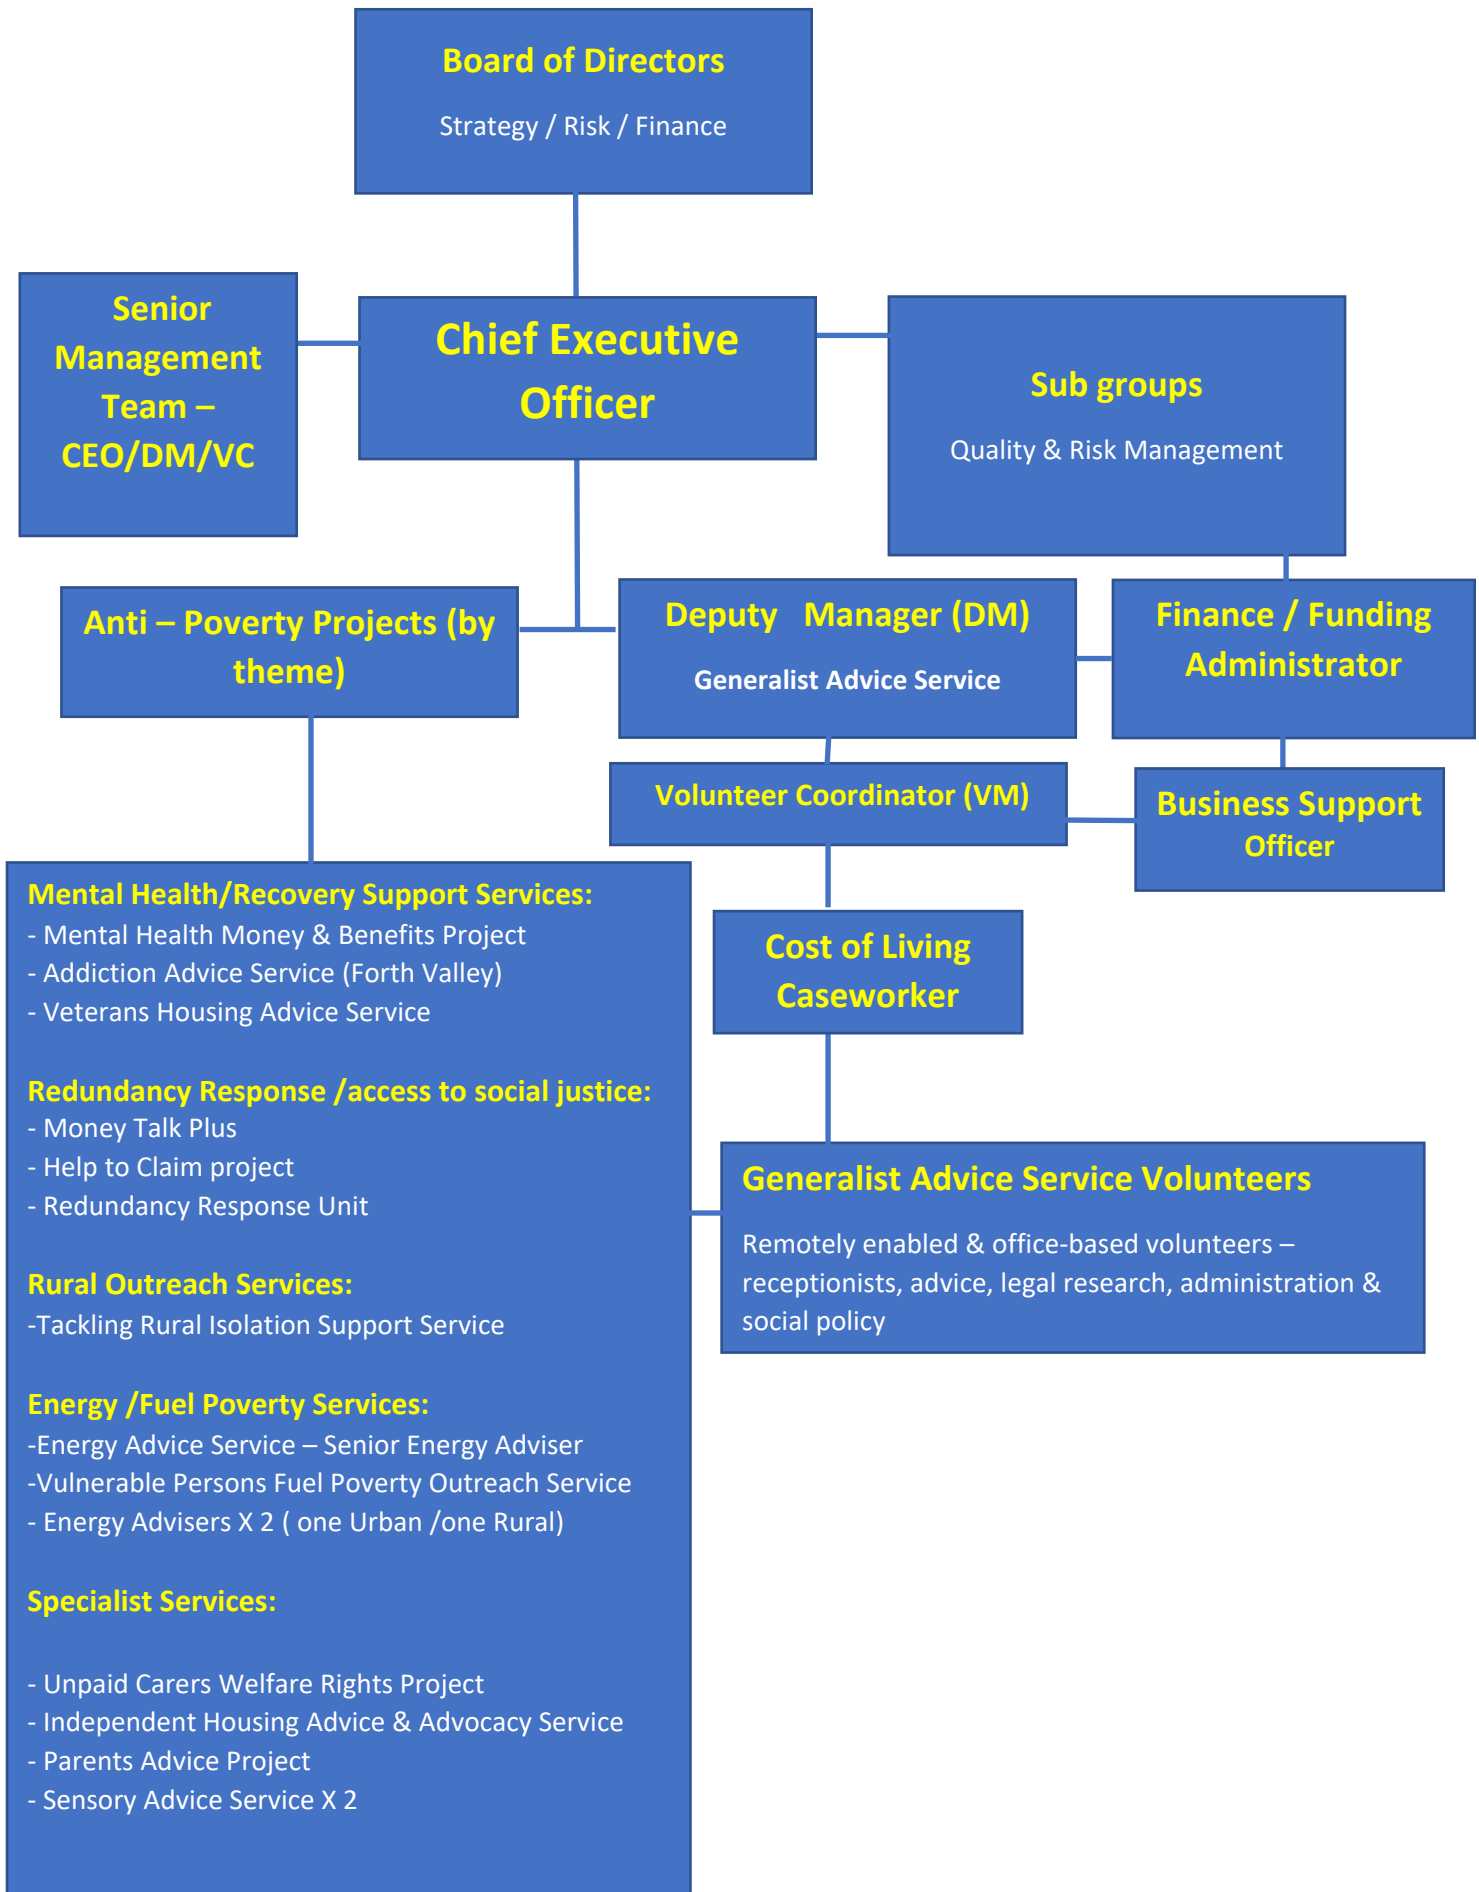 Board of Directors
Strategy / Risk / Finance
Senior
Management
Team –
CEO/DM/VC
Chief Executive
Officer
Sub groups
Quality & Risk Management
Anti – Poverty Projects (by
theme)
Deputy Manager (DM)
Generalist Advice Service
Finance / Funding
Administrator
Volunteer Coordinator (VM)
Business Support
Officer
Cost of Living
Caseworker
Mental Health/Recovery Support Services:
- Mental Health Money & Benefits Project
- Addiction Advice Service (Forth Valley)
- Veterans Housing Advice Service
Redundancy Response /access to social justice:
- Money Talk Plus
- Help to Claim project
- Redundancy Response Unit
Rural Outreach Services:
-Tackling Rural Isolation Support Service
Energy /Fuel Poverty Services:
-Energy Advice Service – Senior Energy Adviser
-Vulnerable Persons Fuel Poverty Outreach Service
- Energy Advisers X 2 ( one Urban /one Rural)
Specialist Services:
- Unpaid Carers Welfare Rights Project
- Independent Housing Advice & Advocacy Service
- Parents Advice Project
- Sensory Advice Service X 2
Generalist Advice Service Volunteers
Remotely enabled & office-based volunteers –
receptionists, advice, legal research, administration &
social policy